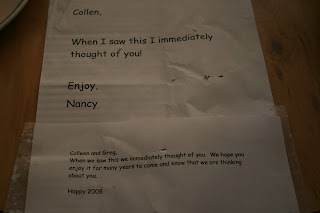 Collen,
When I saw this I immediately
thought of you!
Enjoy,
Nancy
Colleen and Greg,
When we saw this we immediately thought of you. We hope you
enjoy it for many years to come and know that we are thinking
about you.
Happy 2008